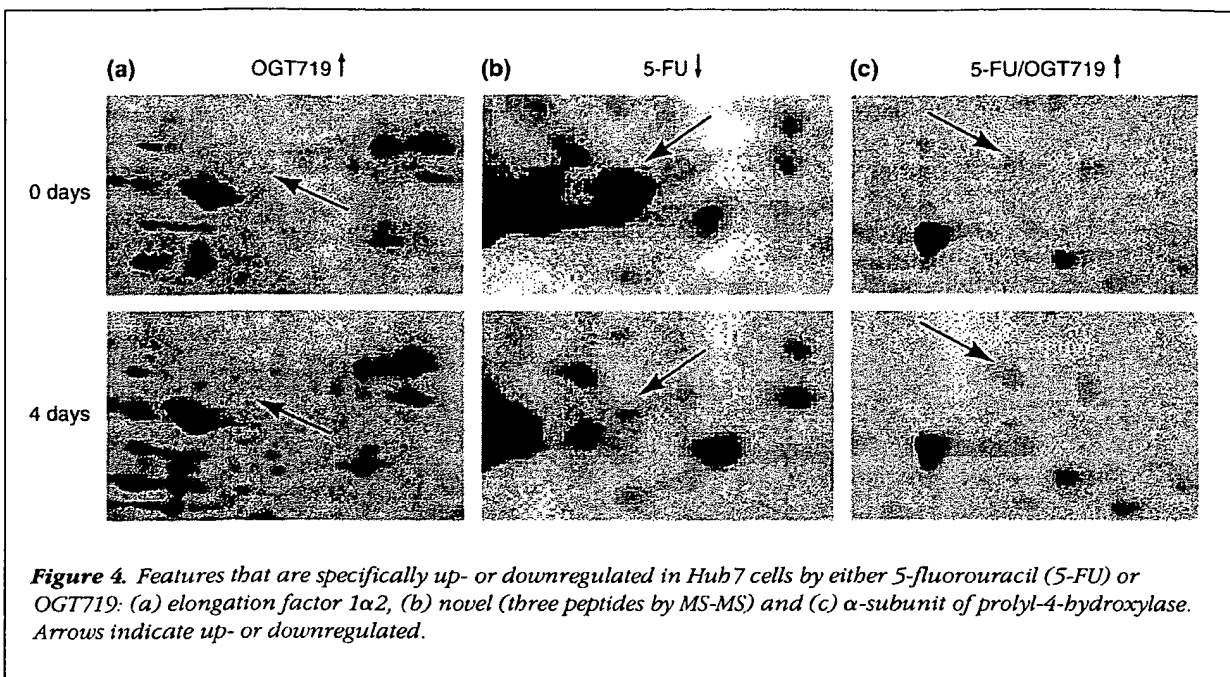 (a) OGT719 ↑ (b) 5-FU ↓ (c) 5-FU/OGT719 ↑
0 days
4 days
Figure 4. Features that are specifically up- or downregulated in Hub7 cells by either 5-fluorouracil (5-FU) or
OGT719: (a) elongation factor 1α2, (b) novel (three peptides by MS-MS) and (c) α-subunit of prolyl-4-hydroxylase.
Arrows indicate up- or downregulated.